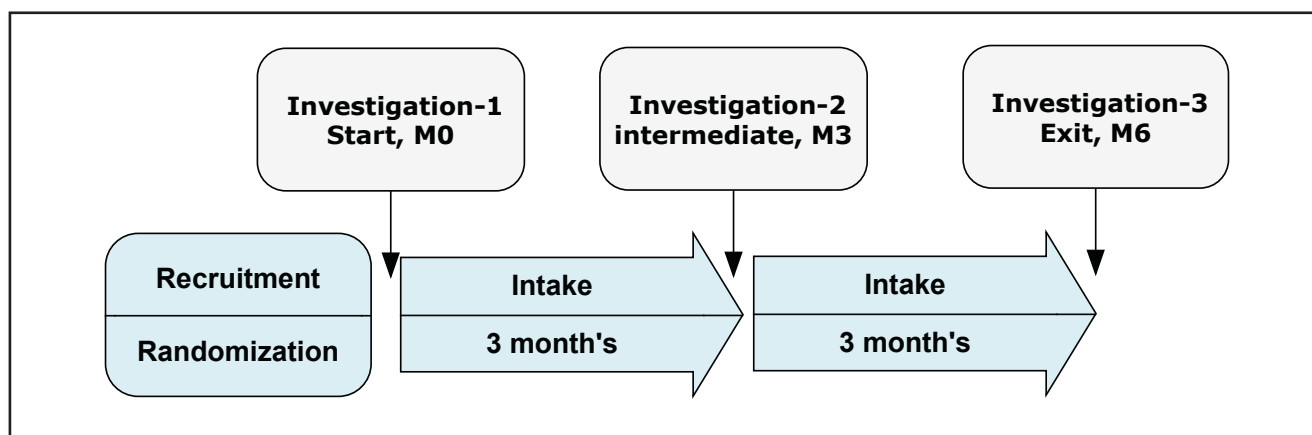 Investigation-1
Start, M0
Investigation-2
intermediate, M3
Investigation-3
Exit, M6
Recruitment
Randomization
Intake
3 month's
Intake
3 month's